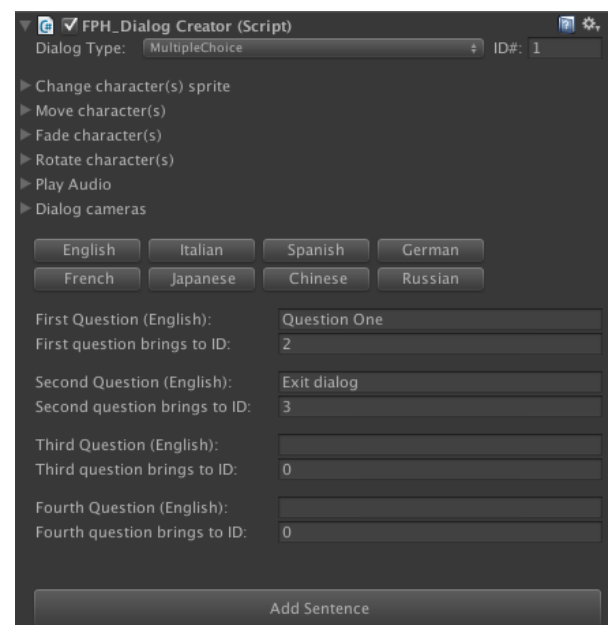 FPH_Dialog Creator (Script)
Dialog Type: MultipleChoice ID#: 1
Change character(s) sprite
Move character(s)
Fade character(s)
Rotate character(s)
Play Audio
Dialog cameras
English Italian Spanish German
French Japanese Chinese Russian
First Question (English): Question One
First question brings to ID: 2
Second Question (English): Exit dialog
Second question brings to ID: 3
Third Question (English):
Third question brings to ID: 0
Fourth Question (English):
Fourth question brings to ID: 0
Add Sentence